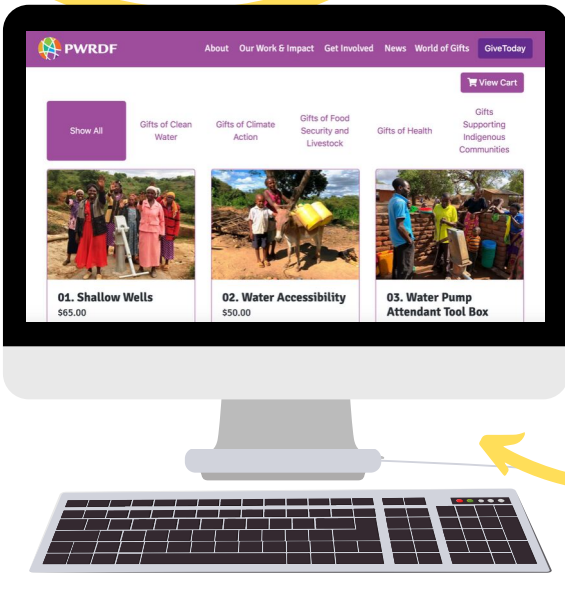 PWRDF
About Our Work & Impact Get Involved News World of Gifts GiveToday
View Cart
Show All
Gifts of Clean
Water
Gifts of Climate
Action
Gifts of Food
Security and
Livestock
Gifts of Health
Gifts
Supporting
Indigenous
Communities
01. Shallow Wells
$65.00
02. Water Accessibility
$50.00
03. Water Pump
Attendant Tool Box